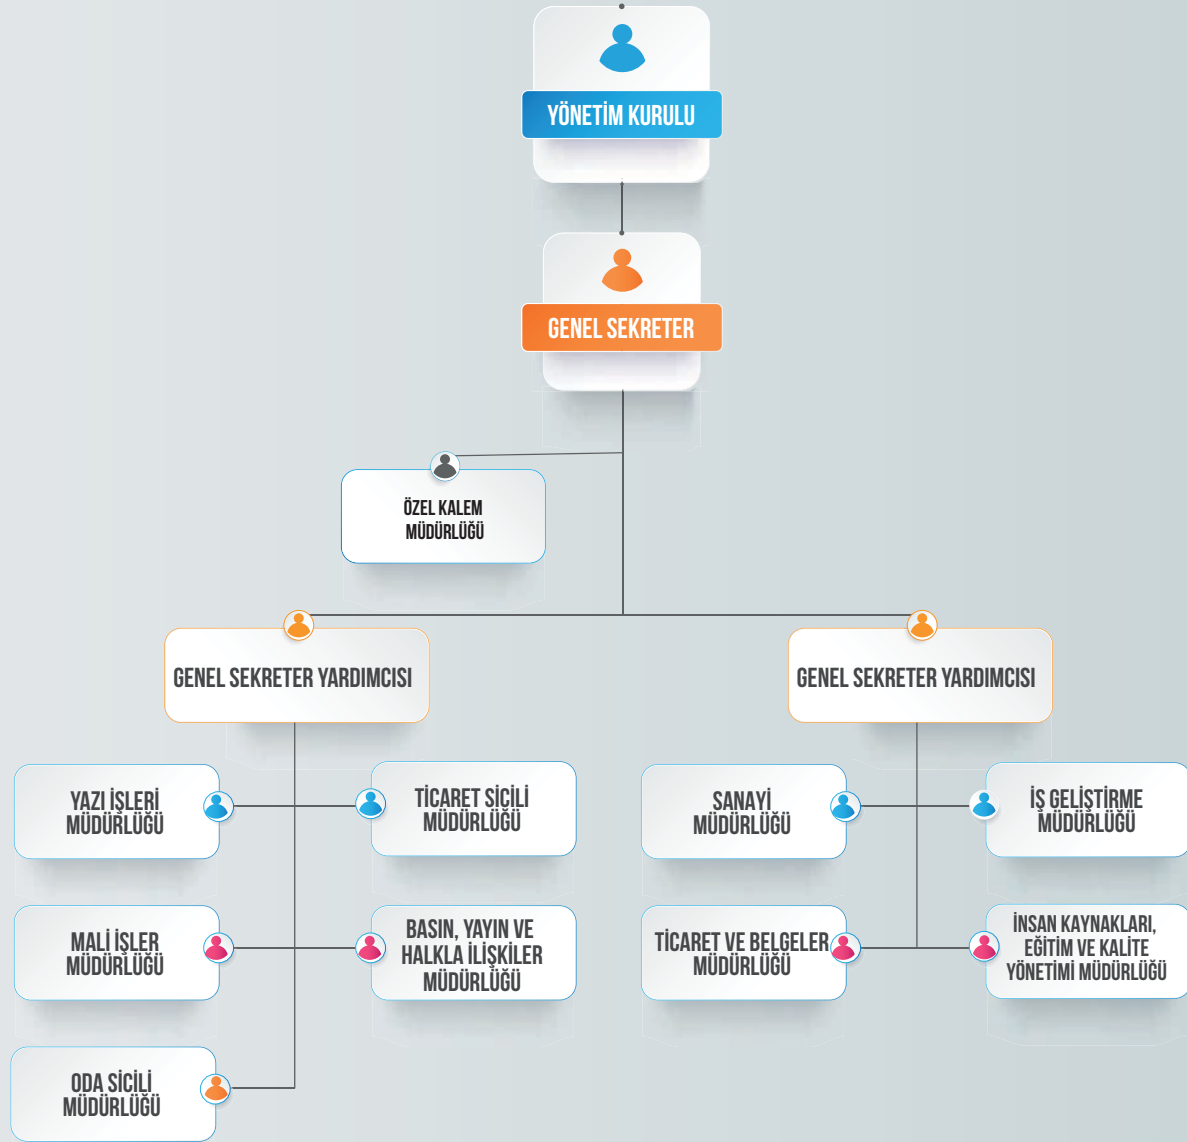 YÖNETİM KURULU
GENEL SEKRETER
ÖZEL KALEM
MÜDÜRLÜĞÜ
GENEL SEKRETER YARDIMCISI
GENEL SEKRETER YARDIMCISI
YAZI İŞLERİ
MÜDÜRLÜĞÜ
TİCARET SİCİLİ
MÜDÜRLÜĞÜ
SANAYİ
MÜDÜRLÜĞÜ
İŞ GELİŞTİRME
MÜDÜRLÜĞÜ
MALİ İŞLER
MÜDÜRLÜĞÜ
BASIN, YAYIN VE
HALKLA İLİŞKİLER
MÜDÜRLÜĞÜ
TİCARET VE BELGELER
MÜDÜRLÜĞÜ
İNSAN KAYNAKLARI,
EĞİTİM VE KALİTE
YÖNETİMİ MÜDÜRLÜĞÜ
ODA SİCİLİ
MÜDÜRLÜĞÜ